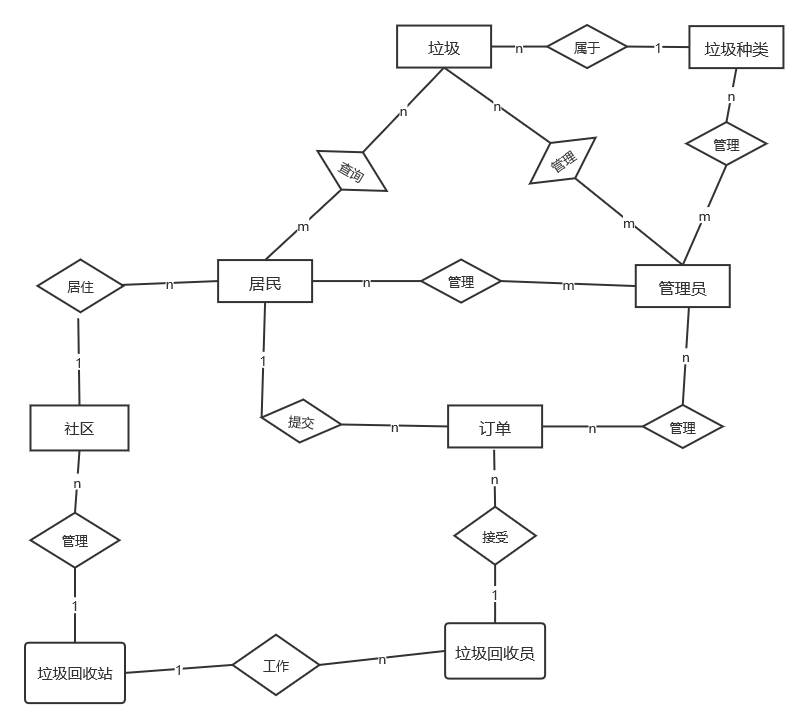 垃圾
n
属于
1
垃圾种类
n
n
n
管理
查询
管理
m
m
m
居住
n
居民
n
管理
m
管理员
1
1
n
社区
提交
n
订单
n
管理
n
n
管理
接受
1
1
垃圾回收站
1
工作
n
垃圾回收员